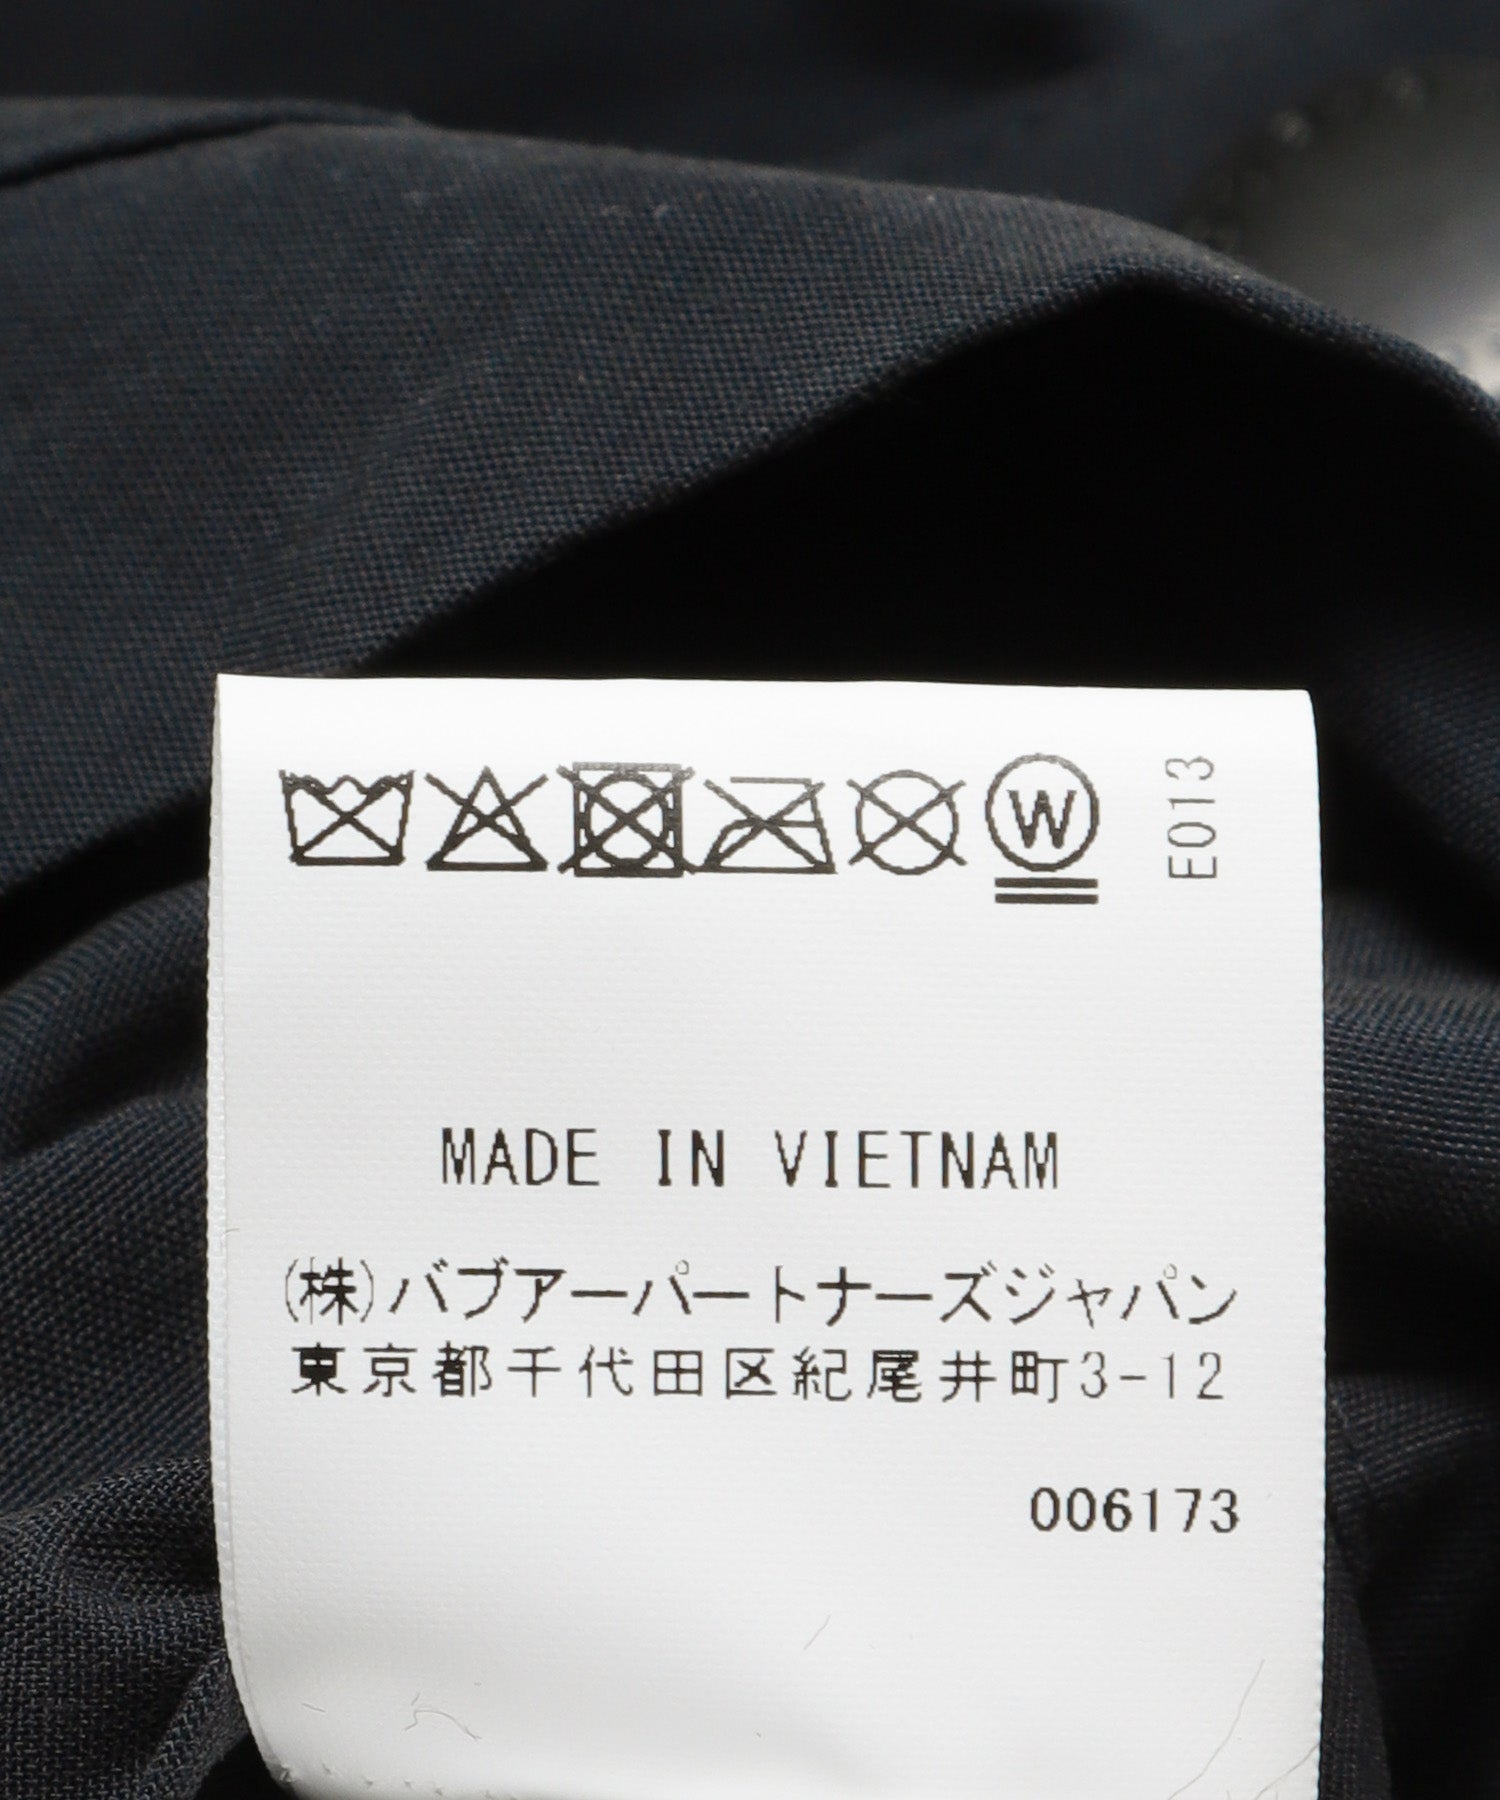 W
E013
MADE IN VIETNAM
(株)バブアーパートナーズジャパン
東京都千代田区紀尾井町3-12
006173